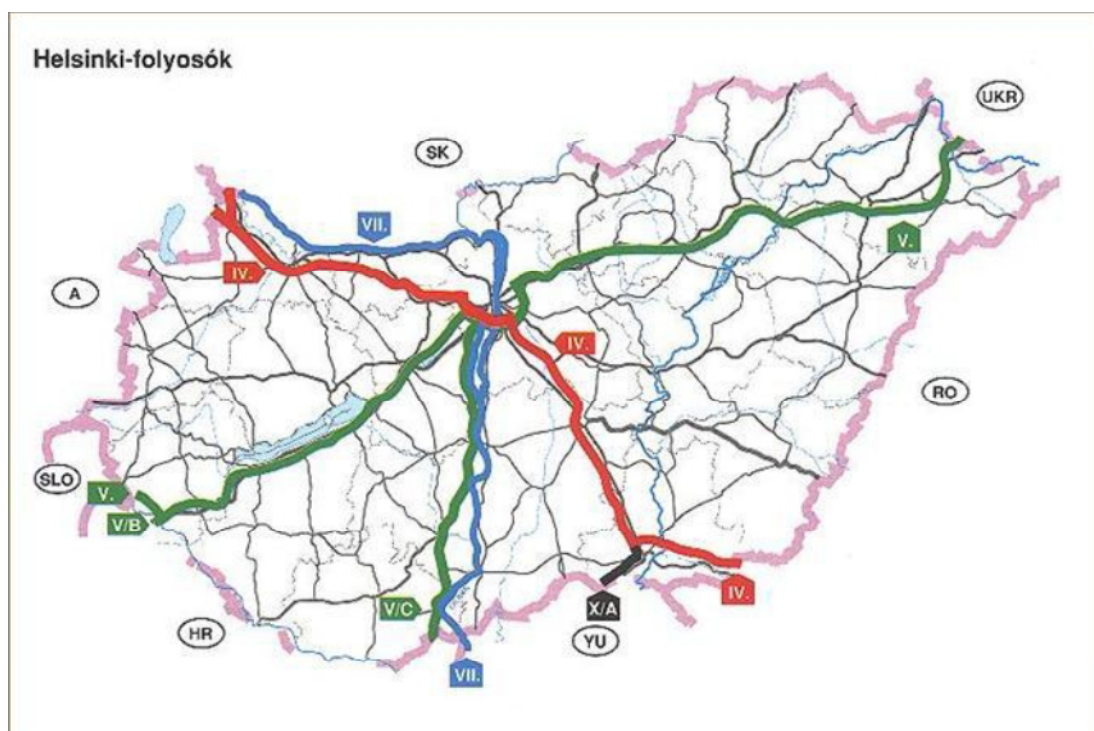 Helsinki-folyosók
UKR
SK
VII.
V.
IV.
A
IV.
RO
SLO
V.
V/B
V/C
X/A
IV.
HR
YU
VII.